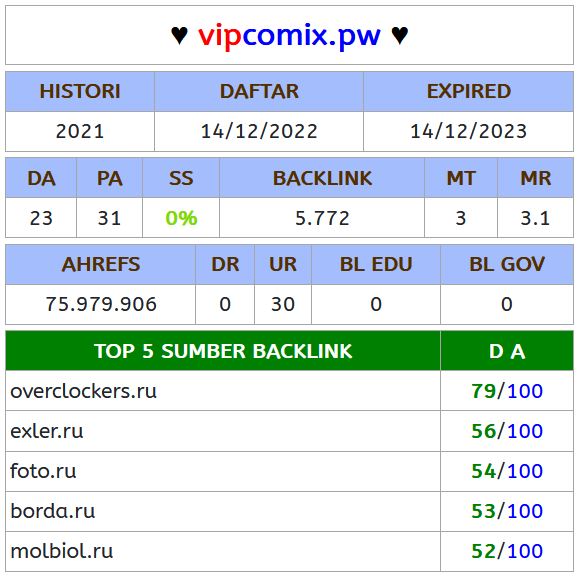 ♥ vipcomix.pw ♥
HISTORI DAFTAR EXPIRED
2021 14/12/2022 14/12/2023
DA PA SS BACKLINK MT MR
23 31 0% 5.772 3 3.1
AHREFS DR UR BL EDU BL GOV
75.979.906 0 30 0 0
TOP 5 SUMBER BACKLINK D A
overclockers.ru 79/100
exler.ru 56/100
foto.ru 54/100
borda.ru 53/100
molbiol.ru 52/100